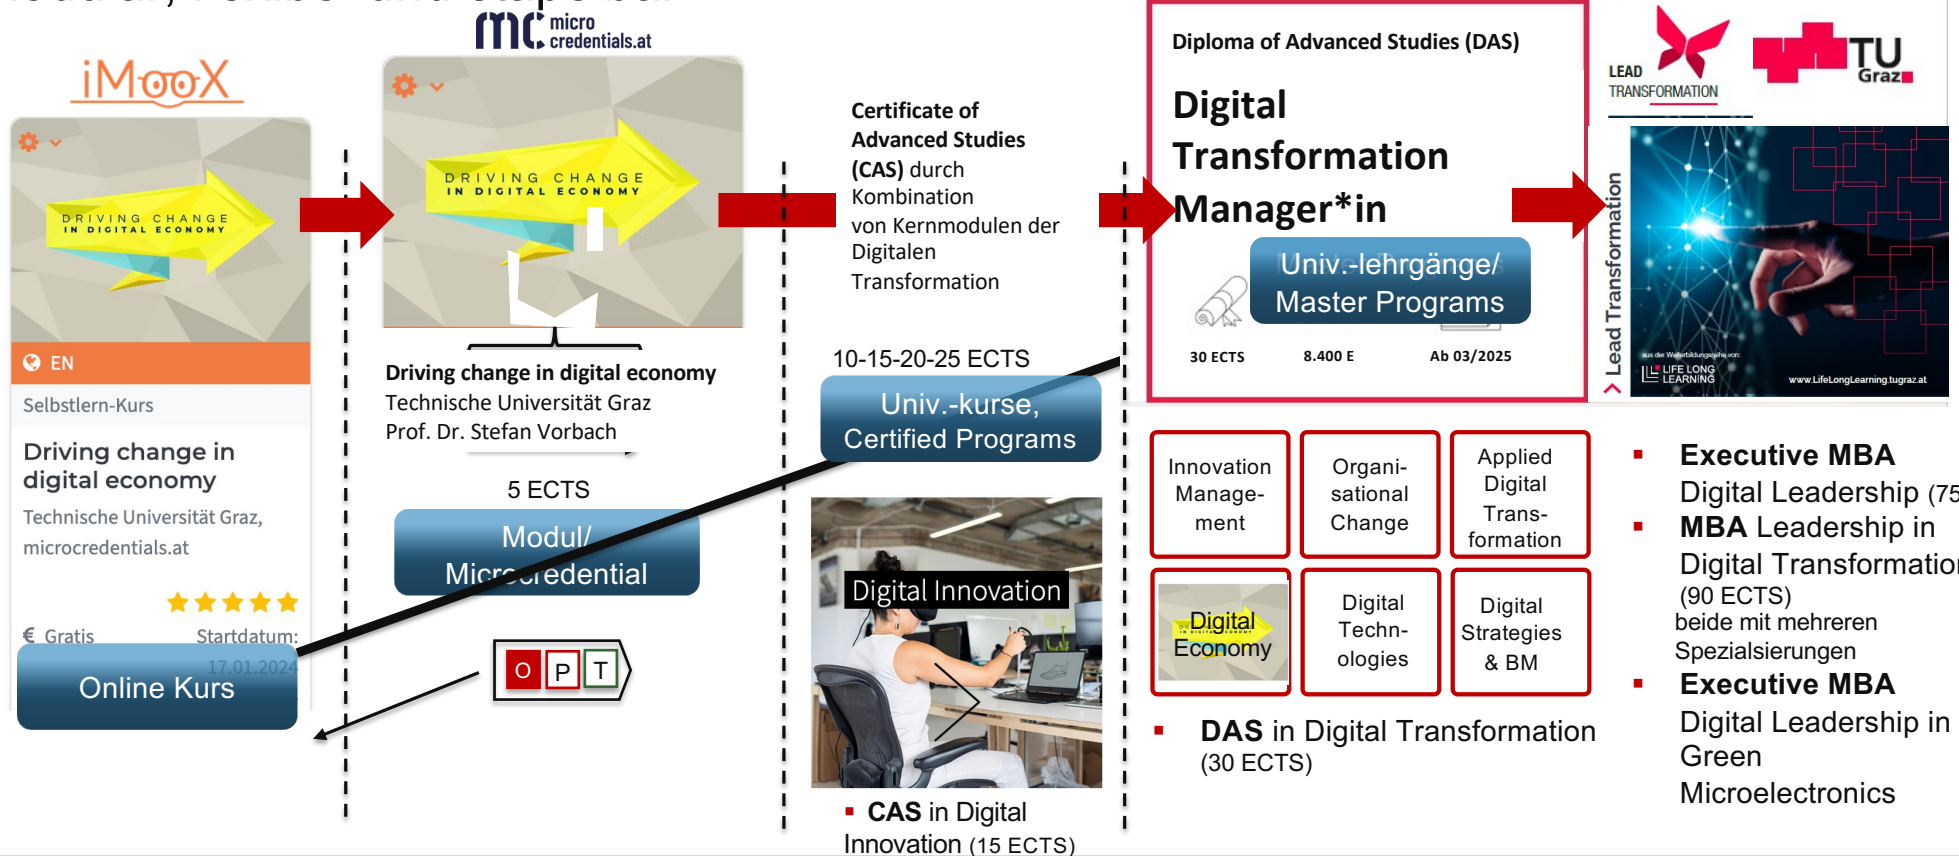 micro
credentials.at
iMooX
DRIVING CHANGE
IN DIGITAL ECONOMY
EN
Selbstlern-Kurs
Driving change in
digital economy
Technische Universität Graz,
microcredentials.at
€ Gratis
Startdatum:
17.01.2024
Online Kurs
DRIVING CHANGE
IN DIGITAL ECONOMY
Driving change in digital economy
Technische Universität Graz
Prof. Dr. Stefan Vorbach
5 ECTS
Modul/
Microcredential
O P T
Certificate of
Advanced Studies
(CAS) durch
Kombination
von Kernmodulen der
Digitalen
Transformation
10-15-20-25 ECTS
Univ.-kurse,
Certified Programs
Digital Innovation
▪ CAS in Digital
Innovation (15 ECTS)
Diploma of Advanced Studies (DAS)
Digital
Transformation
Manager*in
Univ.-lehrgänge/
Master Programs
30 ECTS
8.400 E
Ab 03/2025
Innovation
Manage-
ment
Organi-
sational
Change
Applied
Digital
Trans-
formation
Digital
Economy
Digital
Techn-
ologies
Digital
Strategies
& BM
▪ DAS in Digital Transformation
(30 ECTS)
LEAD
TRANSFORMATION
TU
Graz
Lead Transformation
aus der Weiterbildungsreihe von:
LIFE LONG
LEARNING
www.LifeLongLearning.tugraz.at
▪ Executive MBA
Digital Leadership (75
▪ MBA Leadership in
Digital Transformation
(90 ECTS)
beide mit mehreren
Spezialsierungen
▪ Executive MBA
Digital Leadership in
Green
Microelectronics